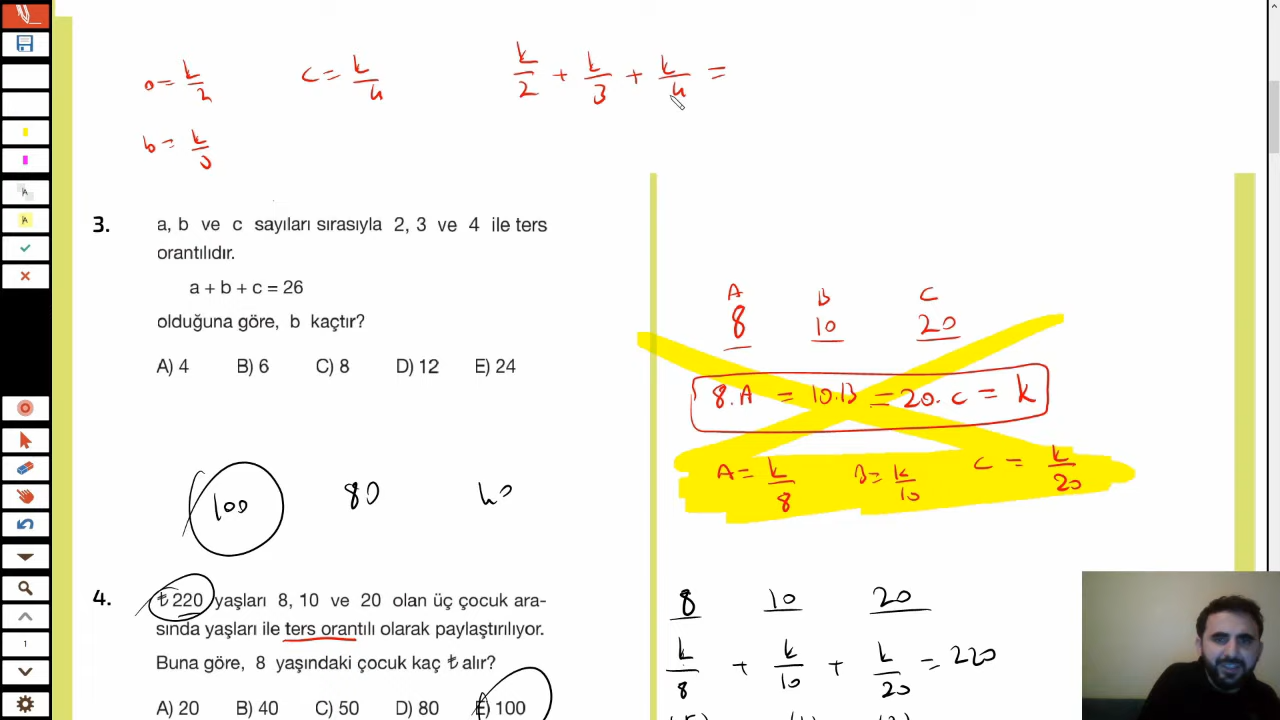 a = k/2 c = k/4 k/2 + k/3 + k/4 =
b = k/3
3. a, b ve c sayıları sırasıyla 2, 3 ve 4 ile ters
orantılıdır.
a + b + c = 26
olduğuna göre, b kaçtır?
A) 4 B) 6 C) 8 D) 12 E) 24
A B C
8 10 20
8.A = 10.B = 20.C = k
A = k/8 B = k/10 C = k/20
100 80 40
4. ₺220 yaşları 8, 10 ve 20 olan üç çocuk ara-
sında yaşları ile ters orantılı olarak paylaştırılıyor.
Buna göre, 8 yaşındaki çocuk kaç ₺ alır?
A) 20 B) 40 C) 50 D) 80 E) 100
8 10 20
k/8 + k/10 + k/20 = 220